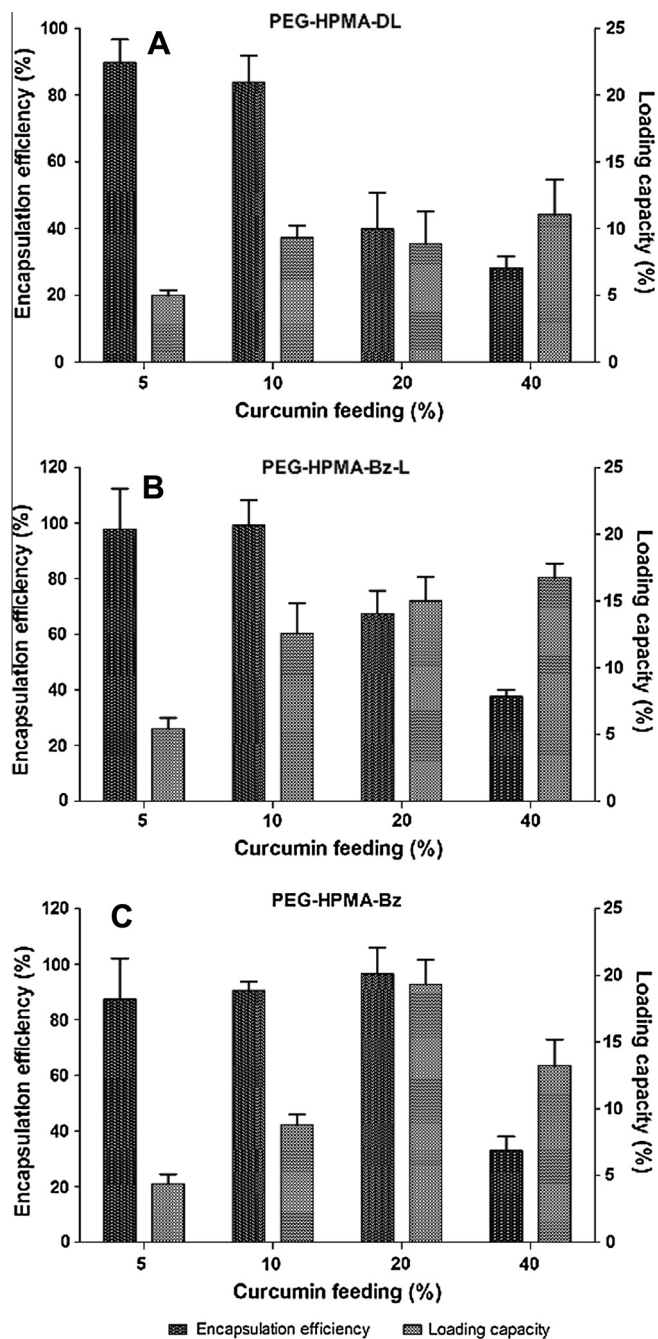 PEG-HPMA-DL
A
Encapsulation efficiency (%)
100
80
60
40
20
0
Loading capacity (%)
25
20
15
10
5
0
5 10 20 40
Curcumin feeding (%)
PEG-HPMA-Bz-L
B
Encapsulation efficiency (%)
120
100
80
60
40
20
0
Loading capacity (%)
25
20
15
10
5
0
5 10 20 40
Curcumin feeding (%)
PEG-HPMA-Bz
C
Encapsulation efficiency (%)
120
100
80
60
40
20
0
Loading capacity (%)
25
20
15
10
5
0
5 10 20 40
Curcumin feeding (%)
Encapsulation efficiency Loading capacity